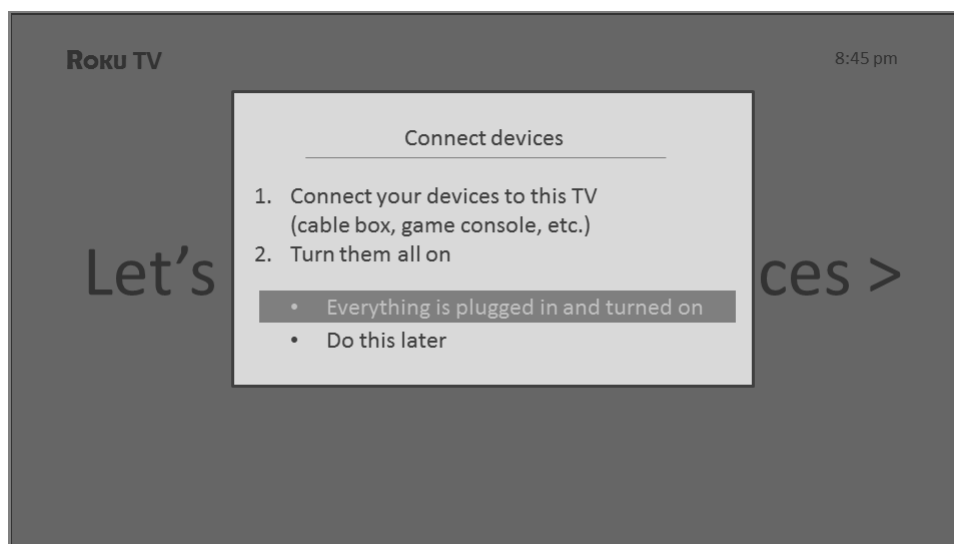 Roku TV
8:45 pm
Connect devices
1. Connect your devices to this TV
(cable box, game console, etc.)
2. Turn them all on
Let's
ces >
• Everything is plugged in and turned on
• Do this later